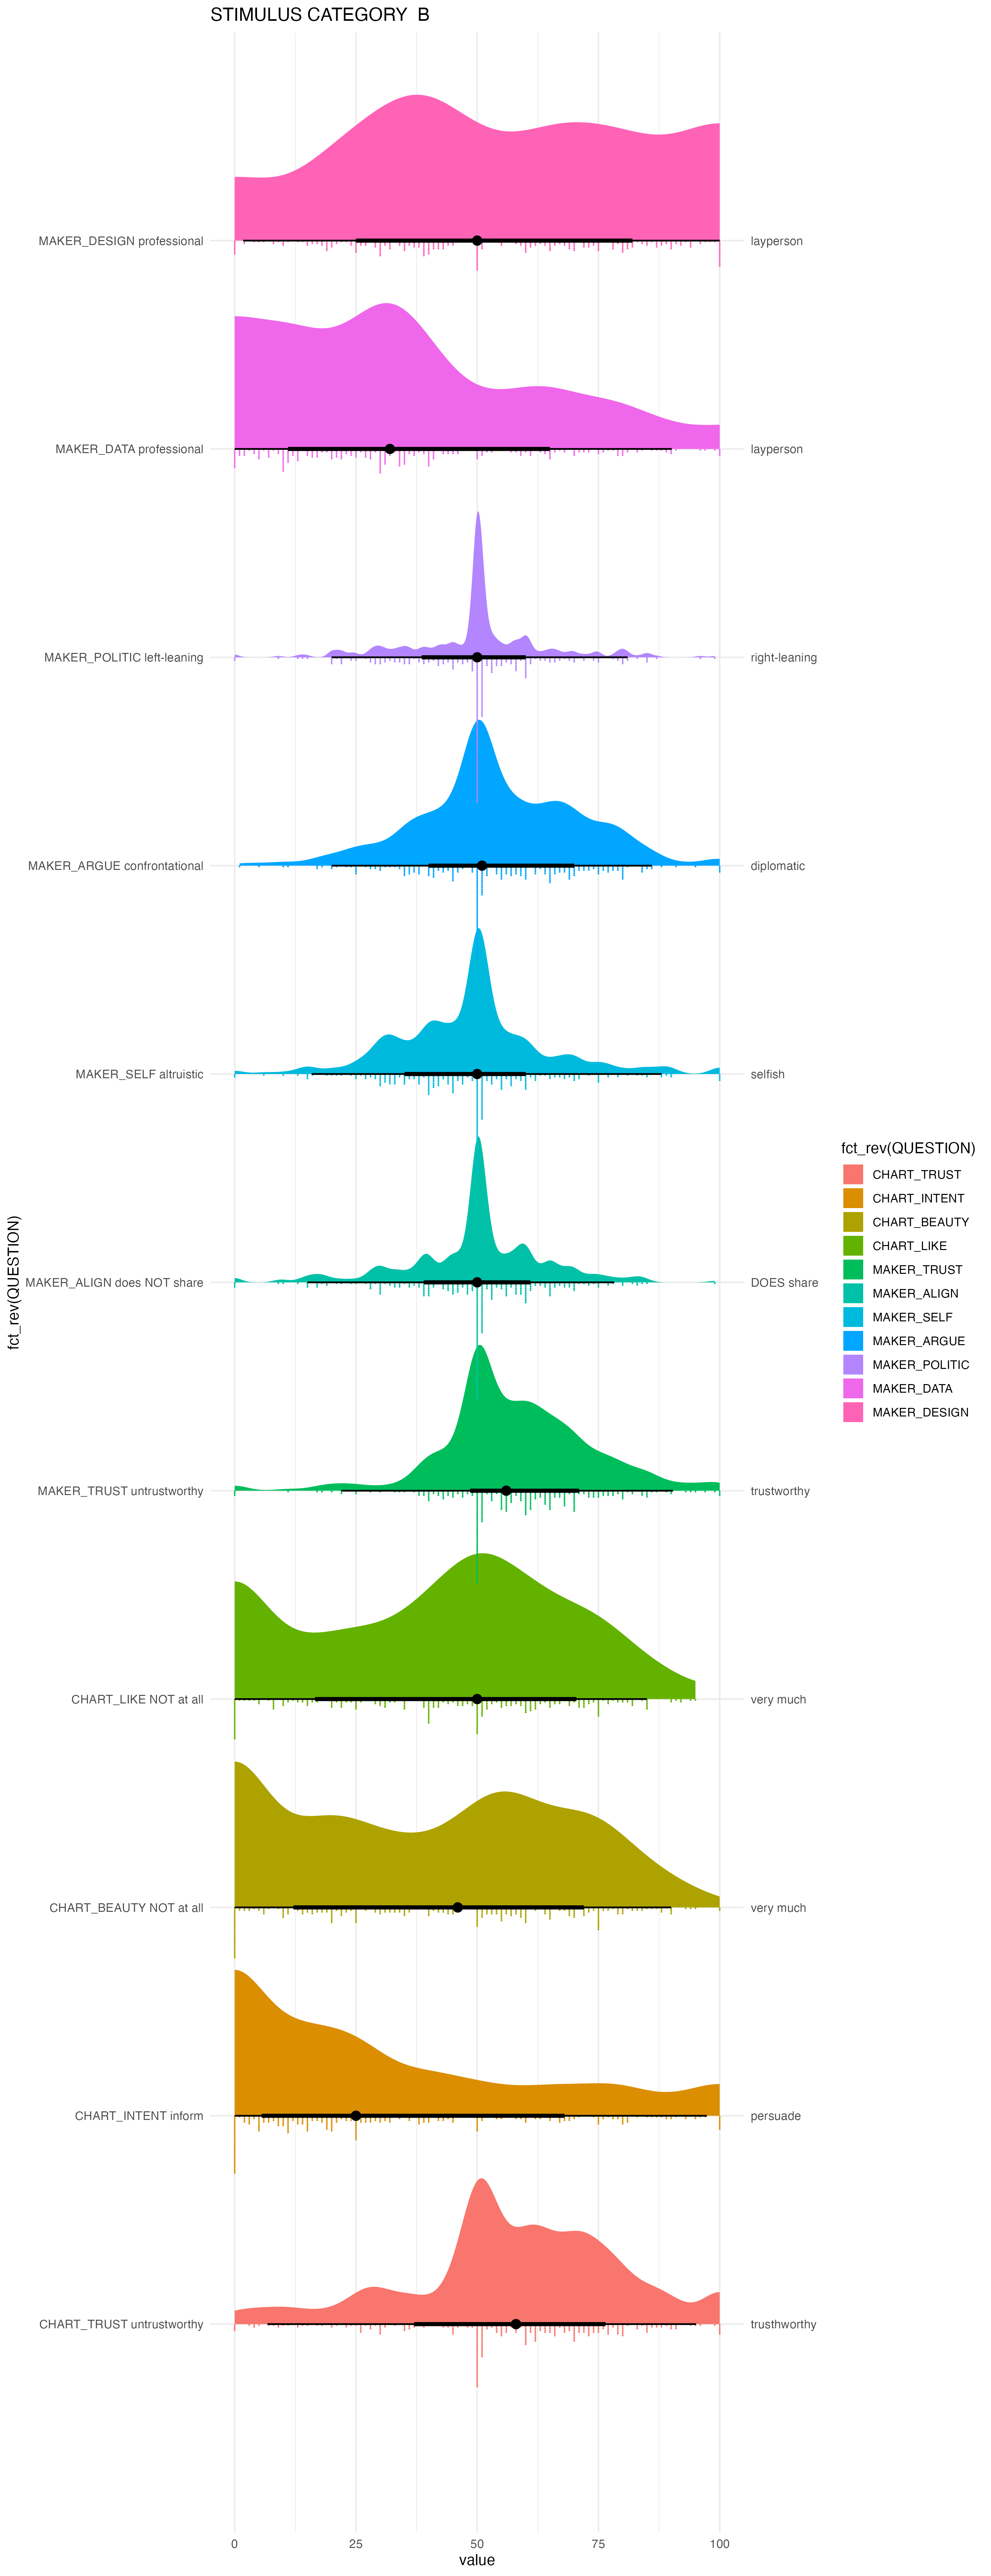 STIMULUS CATEGORY  B
MAKER_DESIGN professional
layperson
MAKER_DATA professional
layperson
MAKER_POLITIC left-leaning
right-leaning
MAKER_ARGUE confrontational
diplomatic
MAKER_SELF altruistic
selfish
MAKER_ALIGN does NOT share
DOES share
MAKER_TRUST untrustworthy
trustworthy
CHART_LIKE NOT at all
very much
CHART_BEAUTY NOT at all
very much
CHART_INTENT inform
persuade
CHART_TRUST untrustworthy
trusthworthy
fct_rev(QUESTION)
0
25
50
75
100
value
fct_rev(QUESTION)
CHART_TRUST
CHART_INTENT
CHART_BEAUTY
CHART_LIKE
MAKER_TRUST
MAKER_ALIGN
MAKER_SELF
MAKER_ARGUE
MAKER_POLITIC
MAKER_DATA
MAKER_DESIGN